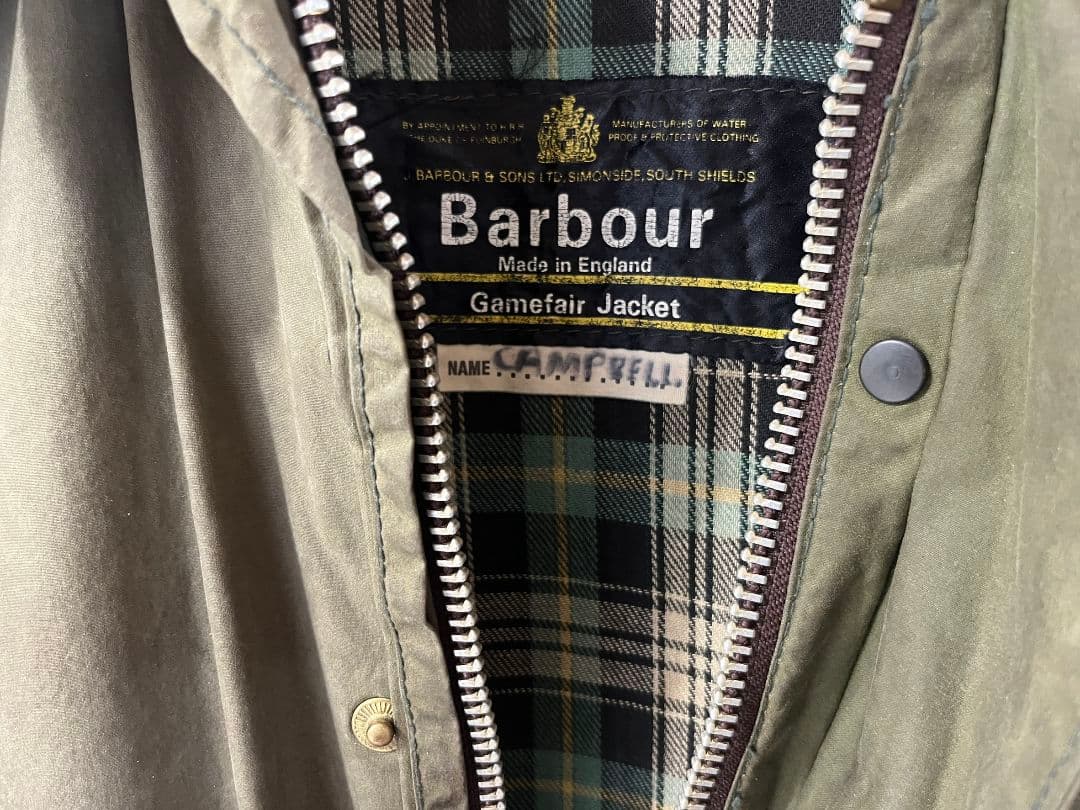 BY APPOINTMENT TO H.R.H.
THE DUKE OF EDINBURGH
MANUFACTURERS OF WATER
PROOF & PROTECTIVE CLOTHING
J. BARBOUR & SONS LTD, SIMONSIDE, SOUTH SHIELDS
Barbour
Made in England
Gamefair Jacket
NAME CAMPBELL